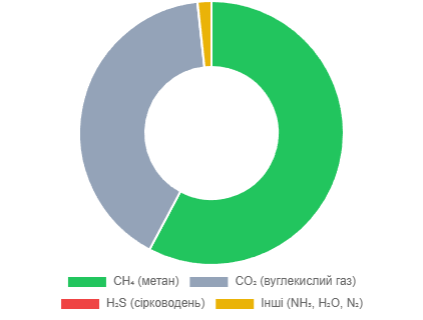 CH₄ (метан) CO₂ (вуглекислий газ)
H₂S (сірководень) Інші (NH₃, H₂O, N₂)